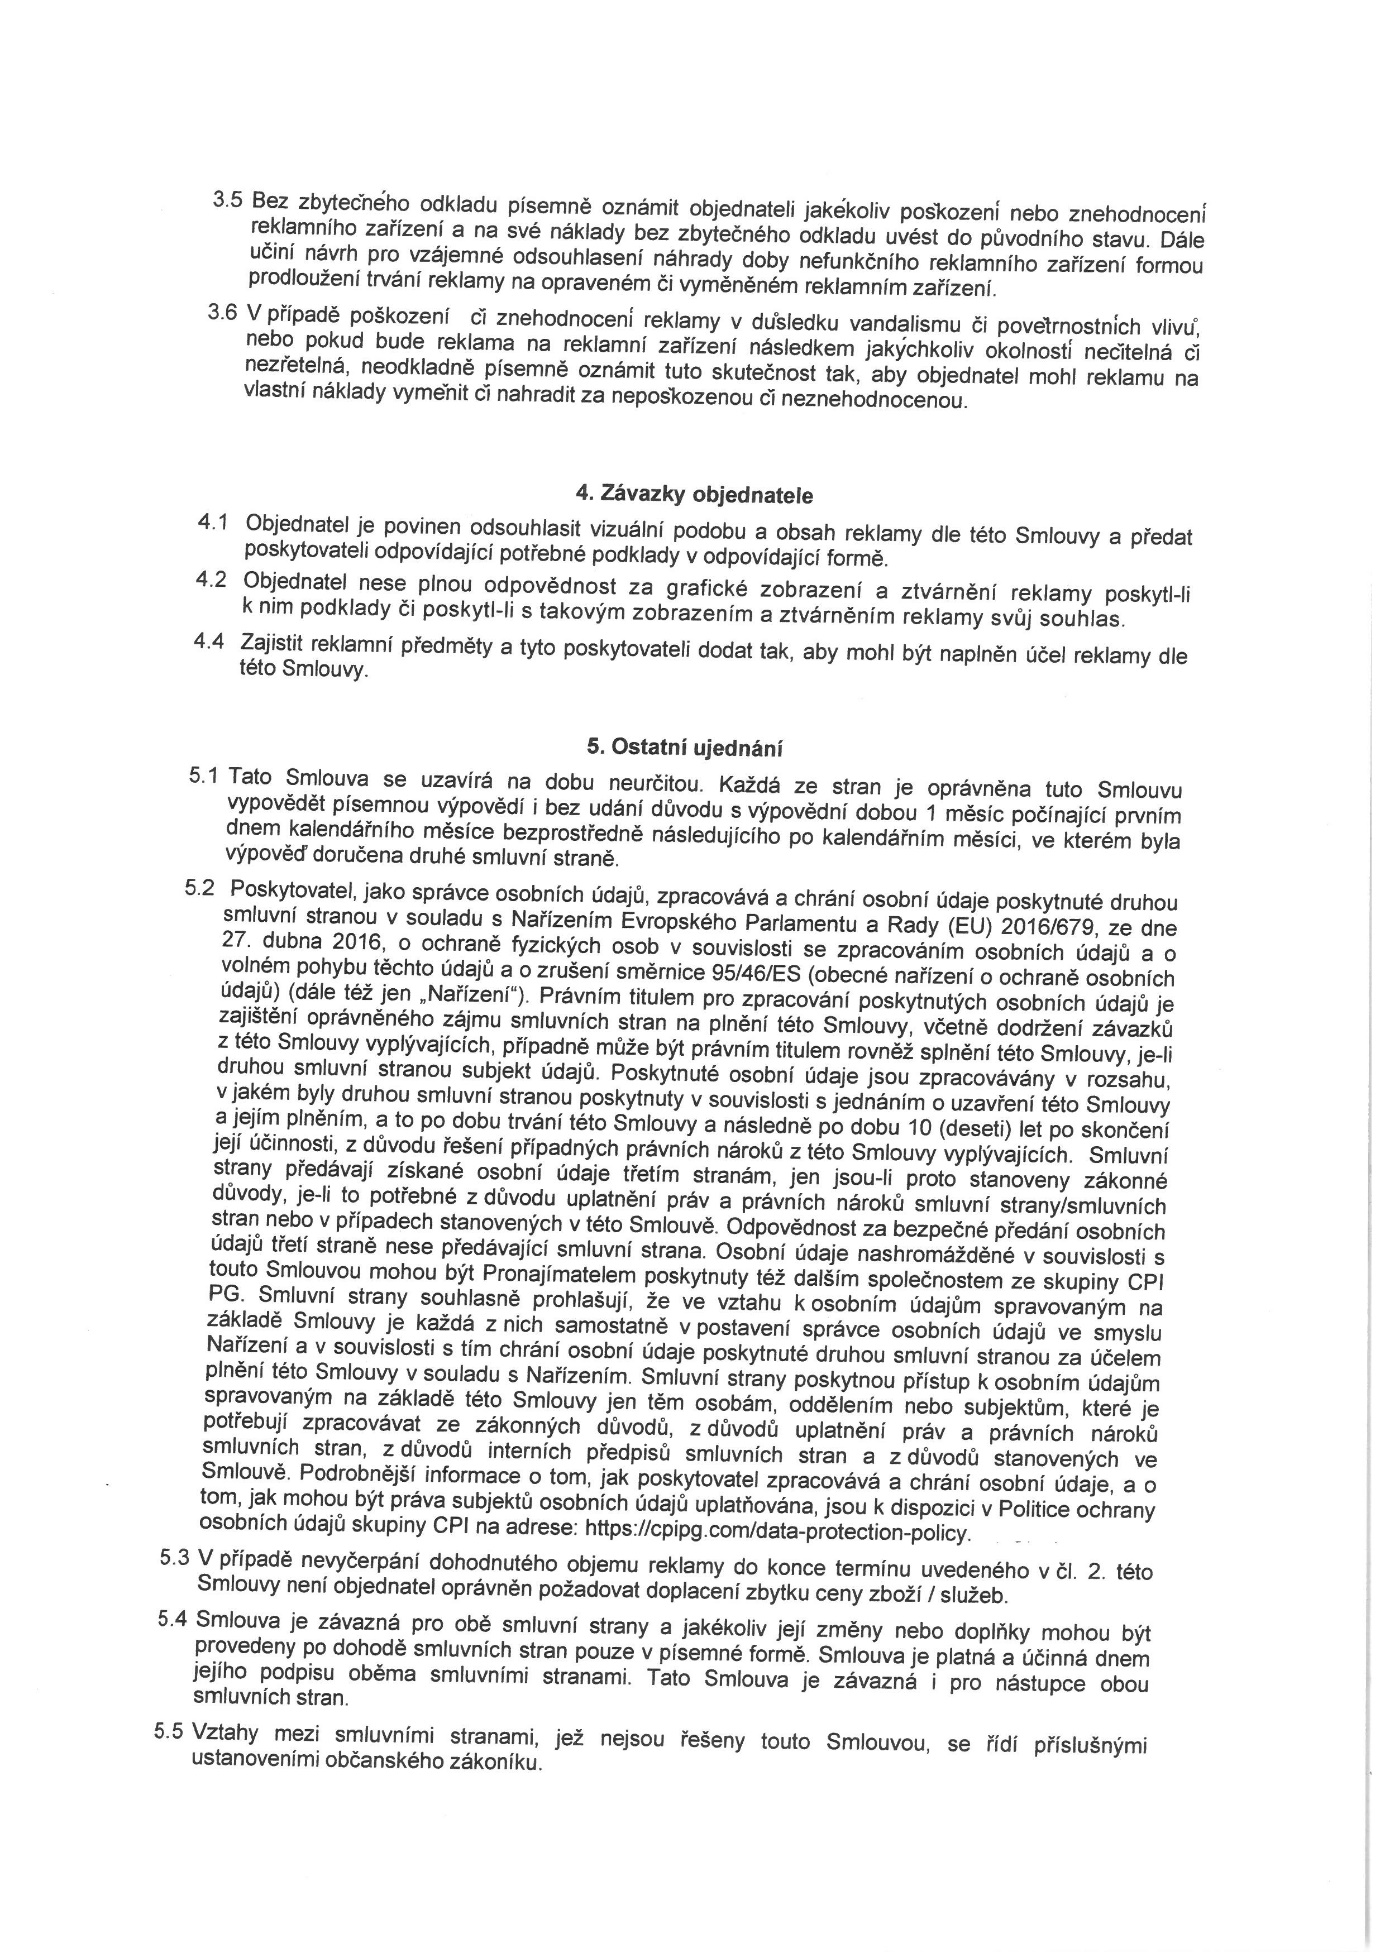 3.5 Bez zbytečného odkladu písemně oznámit objednateli jakékoliv poškození nebo znehodnocení
reklamního zařízení a na své náklady bez zbytečného odkladu uvést do původního stavu. Dále
učiní návrh pro vzájemné odsouhlasení náhrady doby nefunkčního reklamního zařízení formou
prodloužení trvání reklamy na opraveném či vyměněném reklamním zařízení.
3.6 V případě poškození či znehodnocení reklamy v důsledku vandalismu či povětrnostních vlivů,
nebo pokud bude reklama na reklamní zařízení následkem jakýchkoliv okolností nečitelná či
nezřetelná, neodkladně písemně oznámit tuto skutečnost tak, aby objednatel mohl reklamu na
vlastní náklady vyměnit či nahradit za nepoškozenou či neznehodnocenou.
4. Závazky objednatele
4.1 Objednatel je povinen odsouhlasit vizuální podobu a obsah reklamy dle této Smlouvy a předat
poskytovateli odpovídající potřebné podklady v odpovídající formě.
4.2 Objednatel nese plnou odpovědnost za grafické zobrazení a ztvárnění reklamy poskytl-li
k nim podklady či poskytl-li s takovým zobrazením a ztvárněním reklamy svůj souhlas.
4.4 Zajistit reklamní předměty a tyto poskytovateli dodat tak, aby mohl být naplněn účel reklamy dle
této Smlouvy.
5. Ostatní ujednání
5.1 Tato Smlouva se uzavírá na dobu neurčitou. Každá ze stran je oprávněna tuto Smlouvu
vypovědět písemnou výpovědí i bez udání důvodu s výpovědní dobou 1 měsíc počínající prvním
dnem kalendářního měsíce bezprostředně následujícího po kalendářním měsíci, ve kterém byla
výpověď doručena druhé smluvní straně.
5.2 Poskytovatel, jako správce osobních údajů, zpracovává a chrání osobní údaje poskytnuté druhou
smluvní stranou v souladu s Nařízením Evropského Parlamentu a Rady (EU) 2016/679, ze dne
27. dubna 2016, o ochraně fyzických osob v souvislosti se zpracováním osobních údajů a o
volném pohybu těchto údajů a o zrušení směrnice 95/46/ES (obecné nařízení o ochraně osobních
údajů) (dále též jen „Nařízení“). Právním titulem pro zpracování poskytnutých osobních údajů je
zajištění oprávněného zájmu smluvních stran na plnění této Smlouvy, včetně dodržení závazků
z této Smlouvy vyplývajících, případně může být právním titulem rovněž splnění této Smlouvy, je-li
druhou smluvní stranou subjekt údajů. Poskytnuté osobní údaje jsou zpracovávány v rozsahu,
v jakém byly druhou smluvní stranou poskytnuty v souvislosti s jednáním o uzavření této Smlouvy
a jejím plněním, a to po dobu trvání této Smlouvy a následně po dobu 10 (deseti) let po skončení
její účinnosti, z důvodu řešení případných právních nároků z této Smlouvy vyplývajících. Smluvní
strany předávají získané osobní údaje třetím stranám, jen jsou-li proto stanoveny zákonné
důvody, je-li to potřebné z důvodu uplatnění práv a právních nároků smluvní strany/smluvních
stran nebo v případech stanovených v této Smlouvě. Odpovědnost za bezpečné předání osobních
údajů třetí straně nese předávající smluvní strana. Osobní údaje nashromážděné v souvislosti s
touto Smlouvou mohou být Pronajímatelem poskytnuty též dalším společnostem ze skupiny CPI
PG. Smluvní strany souhlasně prohlašují, že ve vztahu k osobním údajům spravovaným na
základě Smlouvy je každá z nich samostatně v postavení správce osobních údajů ve smyslu
Nařízení a v souvislosti s tím chrání osobní údaje poskytnuté druhou smluvní stranou za účelem
plnění této Smlouvy v souladu s Nařízením. Smluvní strany poskytnou přístup k osobním údajům
spravovaným na základě této Smlouvy jen těm osobám, oddělením nebo subjektům, které je
potřebují zpracovávat ze zákonných důvodů, z důvodů uplatnění práv a právních nároků
smluvních stran, z důvodů interních předpisů smluvních stran a z důvodů stanovených ve
Smlouvě. Podrobnější informace o tom, jak poskytovatel zpracovává a chrání osobní údaje, a o
tom, jak mohou být práva subjektů osobních údajů uplatňována, jsou k dispozici v Politice ochrany
osobních údajů skupiny CPI na adrese: https://cpipg.com/data-protection-policy.
5.3 V případě nevyčerpání dohodnutého objemu reklamy do konce termínu uvedeného v čl. 2. této
Smlouvy není objednatel oprávněn požadovat doplacení zbytku ceny zboží / služeb.
5.4 Smlouva je závazná pro obě smluvní strany a jakékoliv její změny nebo doplňky mohou být
provedeny po dohodě smluvních stran pouze v písemné formě. Smlouva je platná a účinná dnem
jejího podpisu oběma smluvními stranami. Tato Smlouva je závazná i pro nástupce obou
smluvních stran.
5.5 Vztahy mezi smluvními stranami, jež nejsou řešeny touto Smlouvou, se řídí příslušnými
ustanoveními občanského zákoníku.